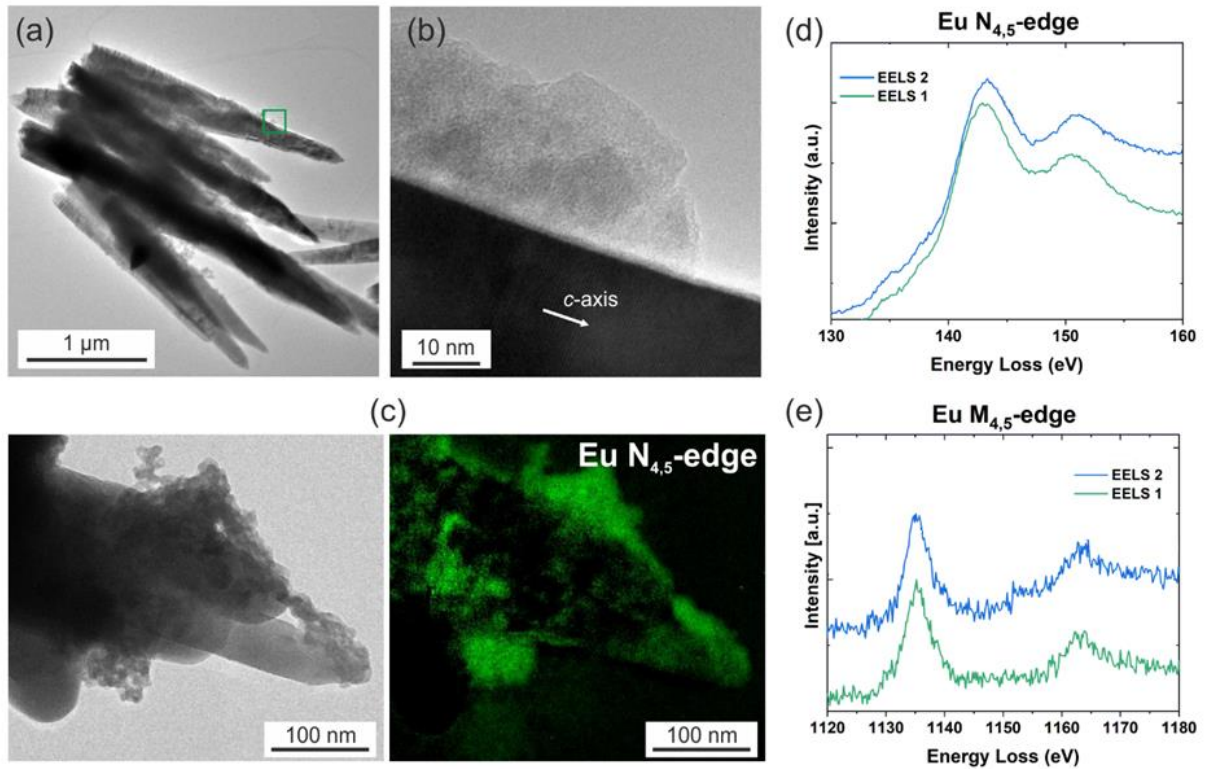 (a)
1 µm
(b)
c-axis
10 nm
(d)
Eu N4,5-edge
EELS 2
EELS 1
Intensity (a.u.)
130 140 150 160
Energy Loss (eV)
(c)
100 nm
Eu N4,5-edge
100 nm
(e)
Eu M4,5-edge
EELS 2
EELS 1
Intensity [a.u.]
1120 1130 1140 1150 1160 1170 1180
Energy Loss (eV)